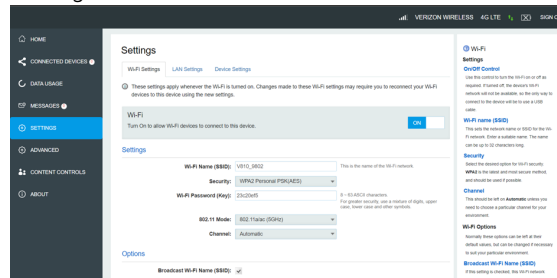 VERIZON WIRELESS 4G LTE SIGN
HOME
CONNECTED DEVICES
DATA USAGE
MESSAGES
SETTINGS
ADVANCED
CONTENT CONTROLS
ABOUT
Settings
Wi-Fi Settings LAN Settings Device Settings
These settings apply whenever the Wi-Fi is turned on. Changes made to these Wi-Fi settings may require you to reconnect your Wi-Fi
devices to this device using the new settings.
Wi-Fi
Turn On to allow Wi-Fi devices to connect to this device.
ON
Settings
Wi-Fi Name (SSID): This is the name of the Wi-Fi network
Security: WPA2 Personal PSK(AES)
Wi-Fi Password (Key): 23c20ef5 8 – 63 ASCII characters.
For greater security, use a mixture of digits, upper
case, lower case and other symbols.
802.11 Mode: 802.11a/ac (5GHz)
Channel: Automatic
Options
Broadcast Wi-Fi Name (SSID):
Wi-Fi
Settings
On/Off Control
Use this control to turn the Wi-Fi on or off as
required. If turned off, the device's Wi-Fi
network will not be available, so the only way to
connect to the device will be to use a USB
cable.
Wi-Fi name (SSID)
This sets the network name or SSID for the Wi-
Fi network. Enter a suitable name. The name
can be up to 32 characters long.
Security
Select the desired option for Wi-Fi security.
WPA2 is the latest and most secure method,
and should be used if possible.
Channel
This should be left on Automatic unless you
need to choose a particular channel for your
environment.
Wi-Fi Options
Normally these options can be left at their
default values, but can be changed if necessary
to suit your particular environment.
Broadcast Wi-Fi Name (SSID)
If this setting is checked, this Wi-Fi network